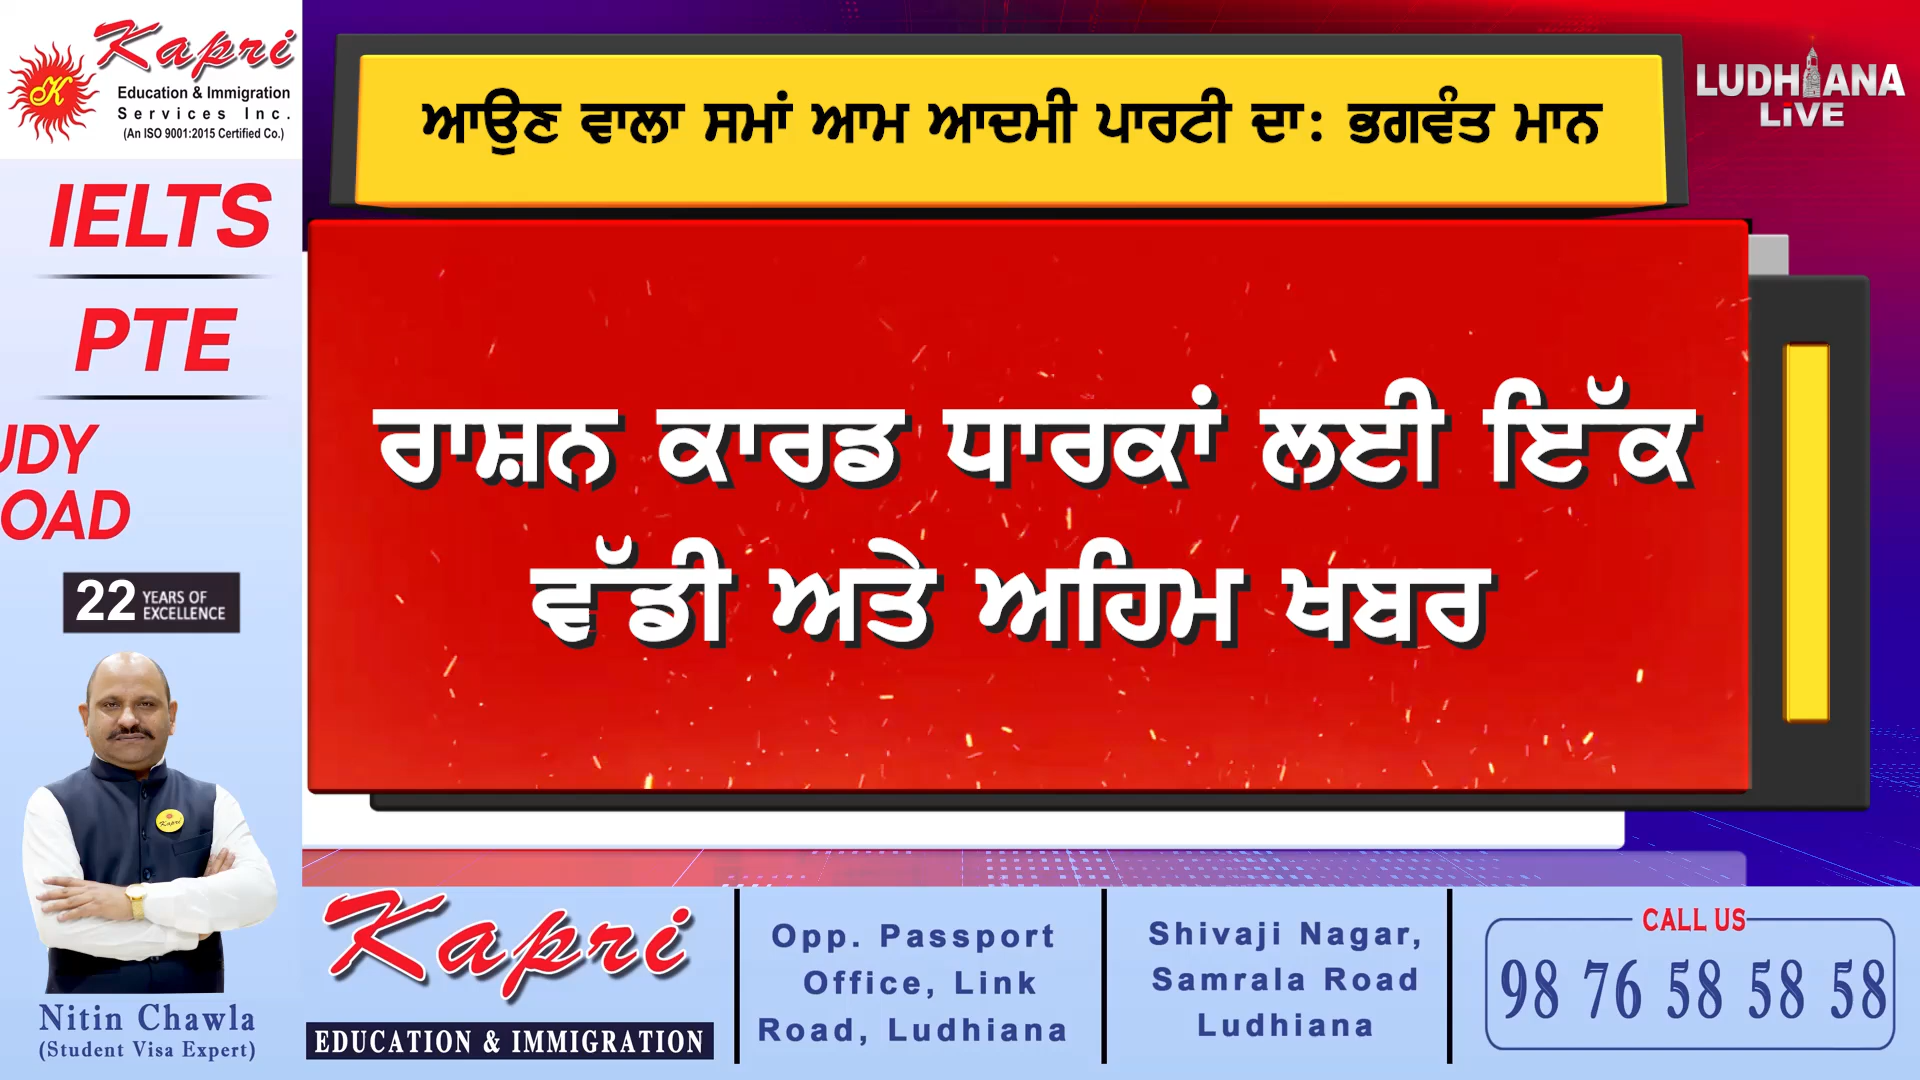 Kapri
Education & Immigration
Services Inc.
(An ISO 9001:2015 Certified Co.)
K
IELTS
PTE
UDY
OAD
22 YEARS OF
EXCELLENCE
Kapri
Nitin Chawla
(Student Visa Expert)
ਆਉਣ ਵਾਲਾ ਸਮਾਂ ਆਮ ਆਦਮੀ ਪਾਰਟੀ ਦਾ: ਭਗਵੰਤ ਮਾਨ
LUDHIANA
LiVE
ਰਾਸ਼ਨ ਕਾਰਡ ਧਾਰਕਾਂ ਲਈ ਇੱਕ
ਵੱਡੀ ਅਤੇ ਅਹਿਮ ਖਬਰ
Kapri
EDUCATION & IMMIGRATION
Opp. Passport
Office, Link
Road, Ludhiana
Shivaji Nagar,
Samrala Road
Ludhiana
CALL US
98 76 58 58 58